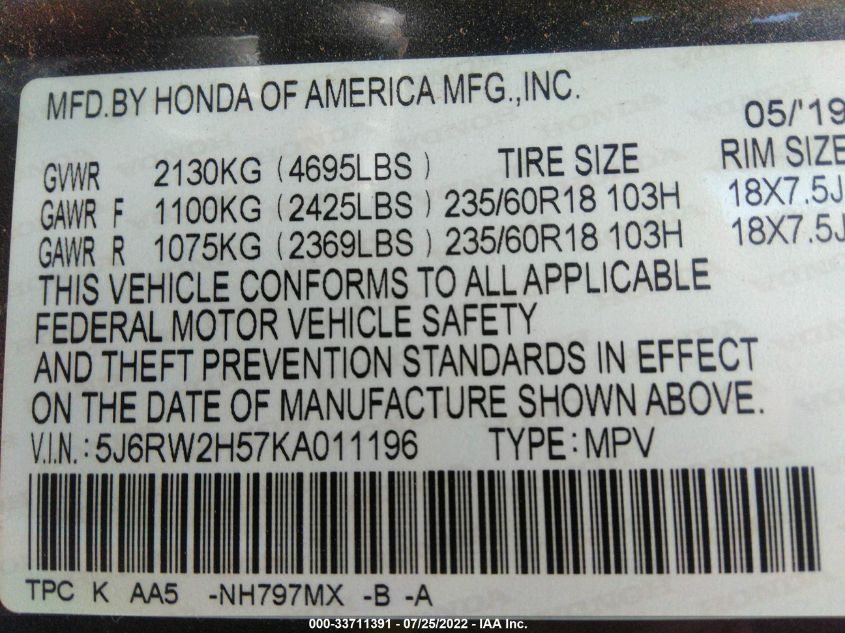 MFD.BY HONDA OF AMERICA MFG.,INC.
05/'19
GVWR 2130KG (4695LBS) TIRE SIZE RIM SIZE
GAWR F 1100KG (2425LBS) 235/60R18 103H 18X7.5J
GAWR R 1075KG (2369LBS) 235/60R18 103H 18X7.5J
THIS VEHICLE CONFORMS TO ALL APPLICABLE
FEDERAL MOTOR VEHICLE SAFETY
AND THEFT PREVENTION STANDARDS IN EFFECT
ON THE DATE OF MANUFACTURE SHOWN ABOVE.
V.I.N.: 5J6RW2H57KA011196 TYPE: MPV
TPC K AA5 -NH797MX -B -A
000-33711391 - 07/25/2022 - IAA Inc.